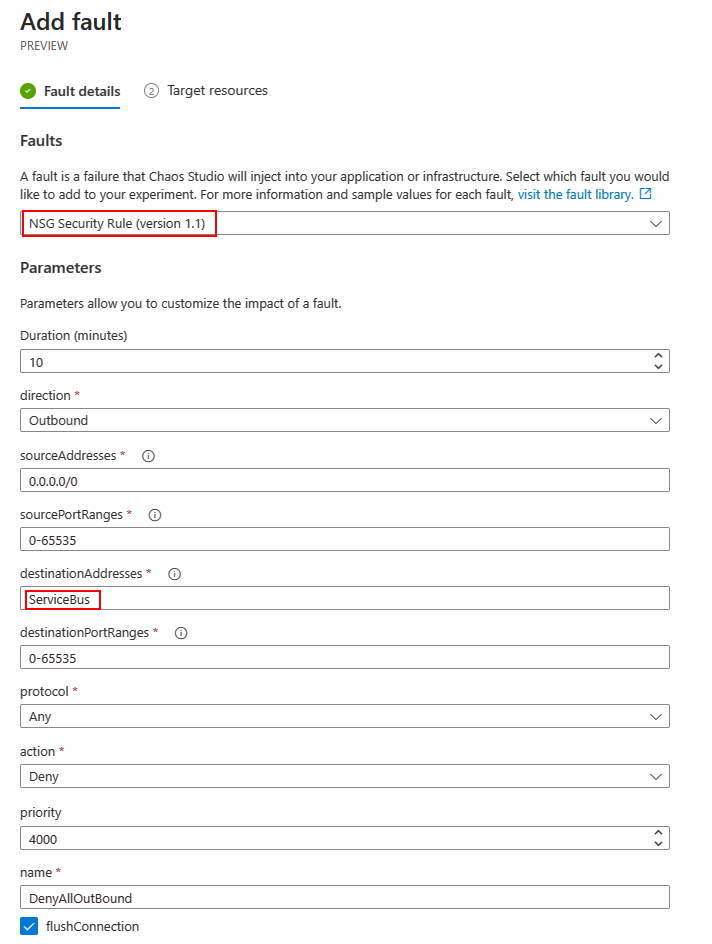 Add fault
PREVIEW
Fault details
2 Target resources
Faults
A fault is a failure that Chaos Studio will inject into your application or infrastructure. Select which fault you would
like to add to your experiment. For more information and sample values for each fault, visit the fault library.
NSG Security Rule (version 1.1)
Parameters
Parameters allow you to customize the impact of a fault.
Duration (minutes)
10
direction *
Outbound
sourceAddresses *
0.0.0.0/0
sourcePortRanges *
0-65535
destinationAddresses *
ServiceBus
destinationPortRanges *
0-65535
protocol *
Any
action *
Deny
priority
4000
name *
DenyAllOutBound
flushConnection